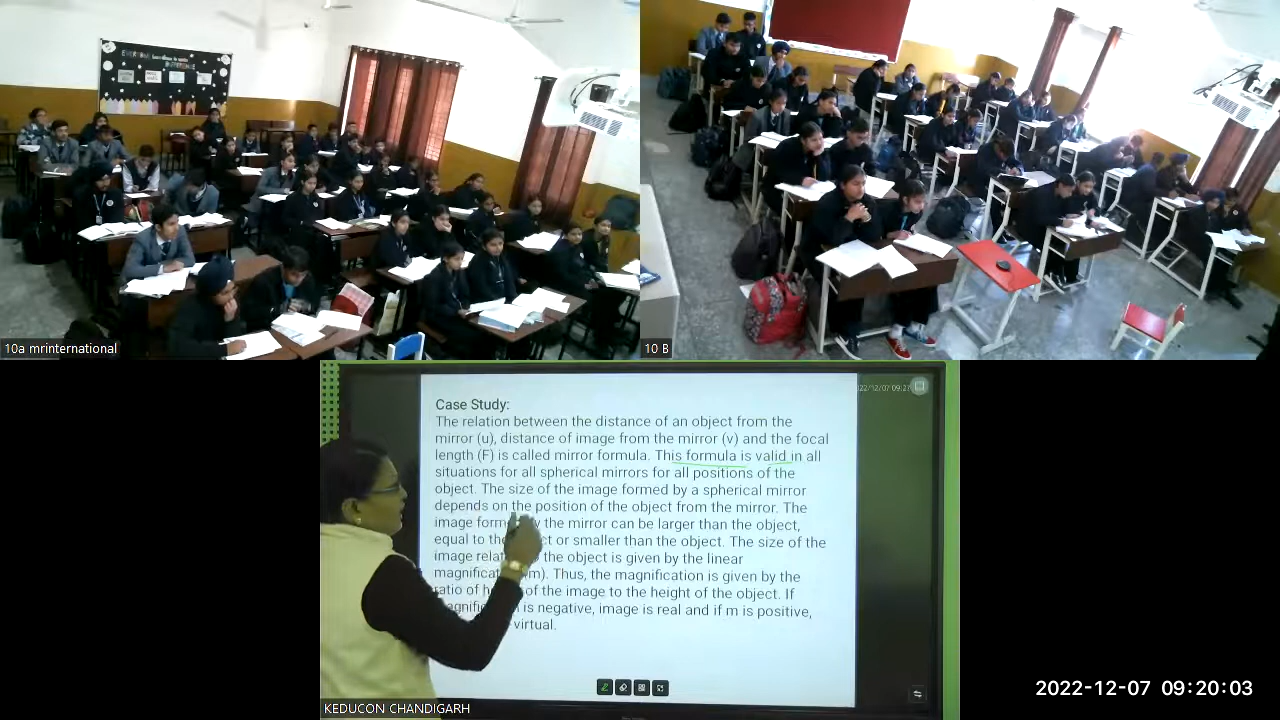 EVERYONE
DIFFERENCE
10a mrinternational
10 B
Case Study:
The relation between the distance of an object from the
mirror (u), distance of image from the mirror (v) and the focal
length (F) is called mirror formula. This formula is valid in all
situations for all spherical mirrors for all positions of the
object. The size of the image formed by a spherical mirror
depends on the position of the object from the mirror. The
image form the mirror can be larger than the object,
equal to the or smaller than the object. The size of the
image the object is given by the linear
m). Thus, the magnification is given by the
ratio of of the image to the height of the object. If
is negative, image is real and if m is positive,
virtual.
KEDUCON CHANDIGARH
2022-12-07 09:20:03